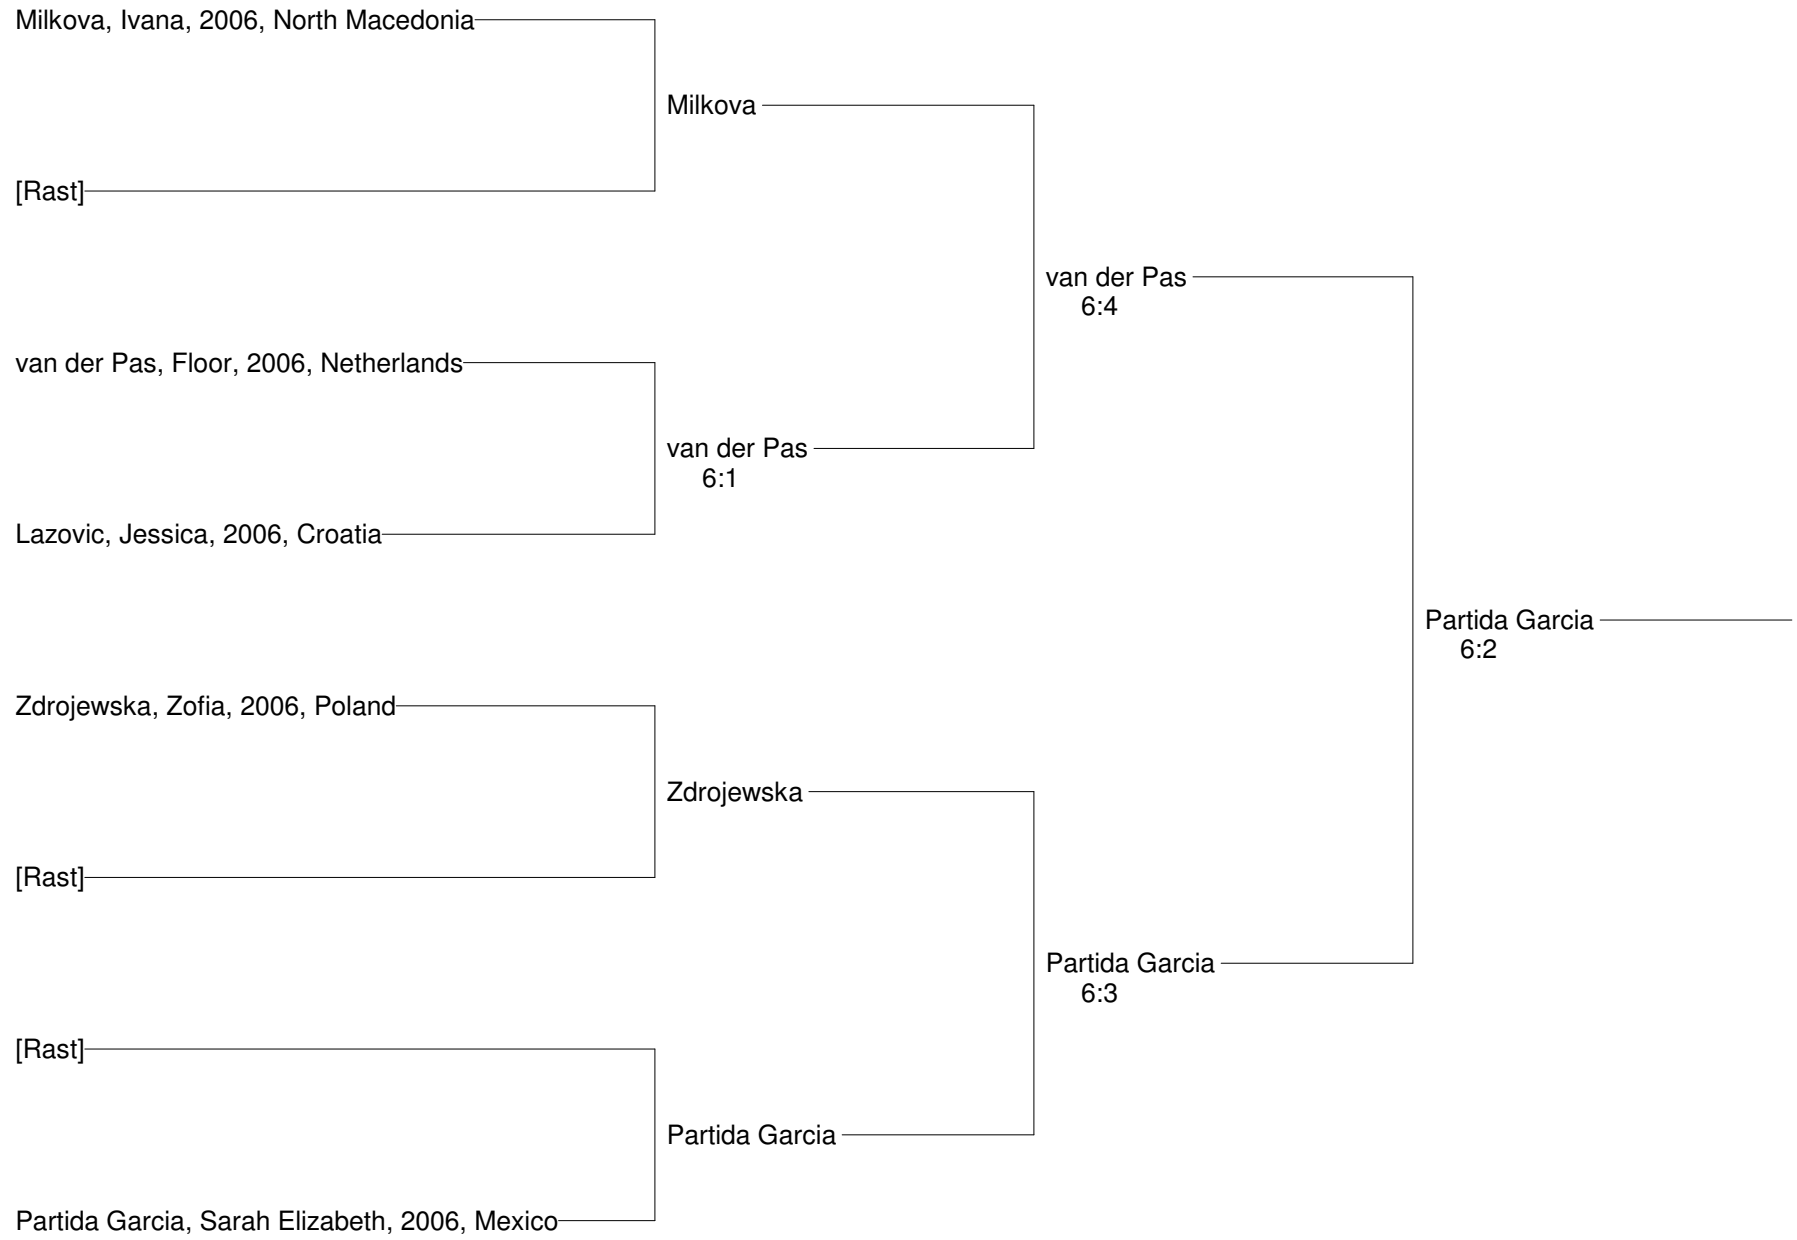 Milkova, Ivana, 2006, North Macedonia
Milkova
[Rast]
van der Pas
6:4
van der Pas, Floor, 2006, Netherlands
van der Pas
6:1
Lazovic, Jessica, 2006, Croatia
Partida Garcia
6:2
Zdrojewska, Zofia, 2006, Poland
Zdrojewska
[Rast]
Partida Garcia
6:3
[Rast]
Partida Garcia
Partida Garcia, Sarah Elizabeth, 2006, Mexico